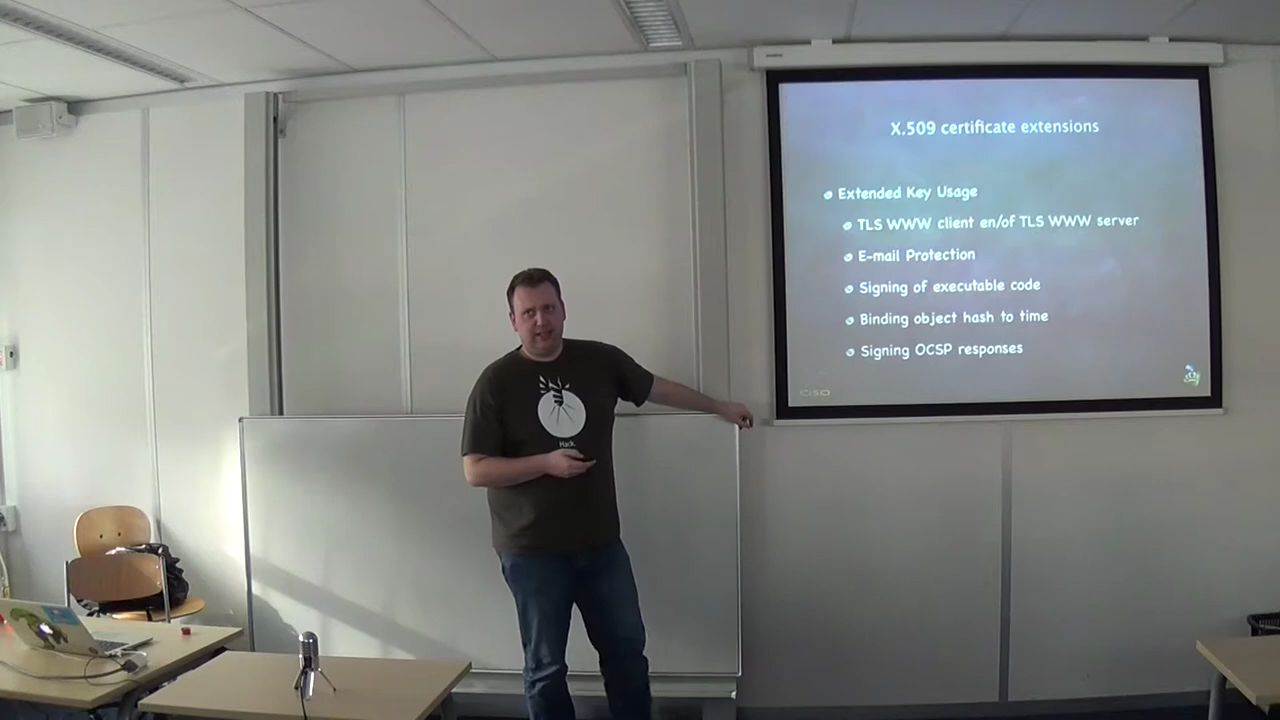 X.509 certificate extensions
Extended Key Usage
TLS WWW client en/of TLS WWW server
E-mail Protection
Signing of executable code
Binding object hash to time
Signing OCSP responses
CISO
Hack.